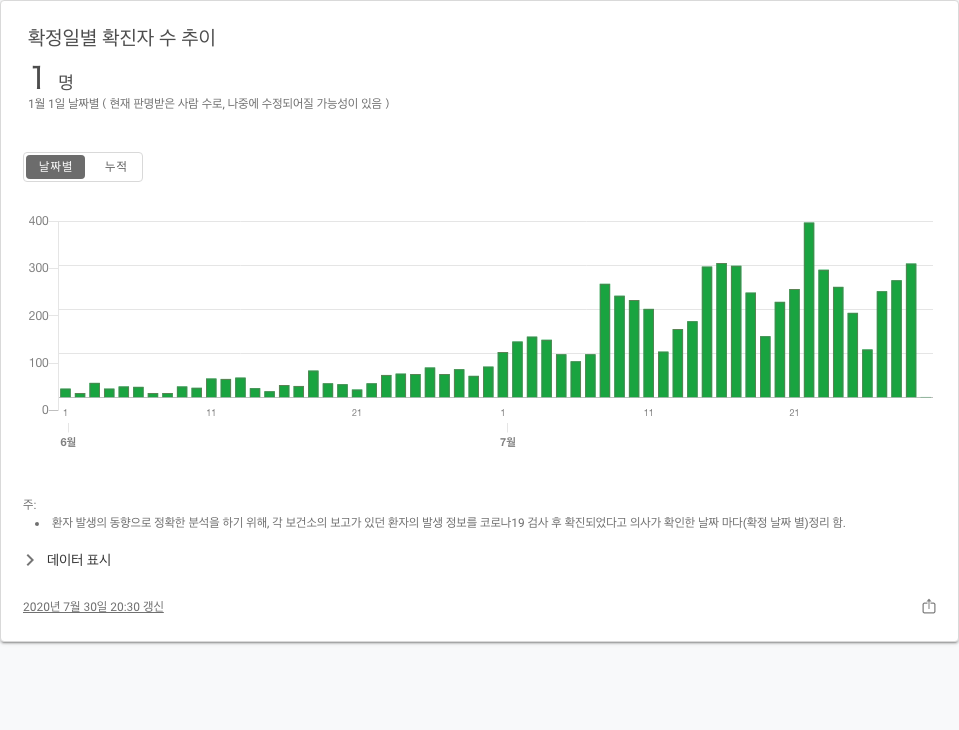 확정일별 확진자 수 추이
1 명
1월 1일 날짜별 ( 현재 판명받은 사람 수로, 나중에 수정되어질 가능성이 있음 )
날짜별 누적
400
300
200
100
0
1 11 21 1 11 21
6월 7월
주:
• 환자 발생의 동향으로 정확한 분석을 하기 위해, 각 보건소의 보고가 있던 환자의 발생 정보를 코로나19 검사 후 확진되었다고 의사가 확인한 날짜 마다(확정 날짜 별)정리 함.
데이터 표시
2020년 7월 30일 20:30 갱신